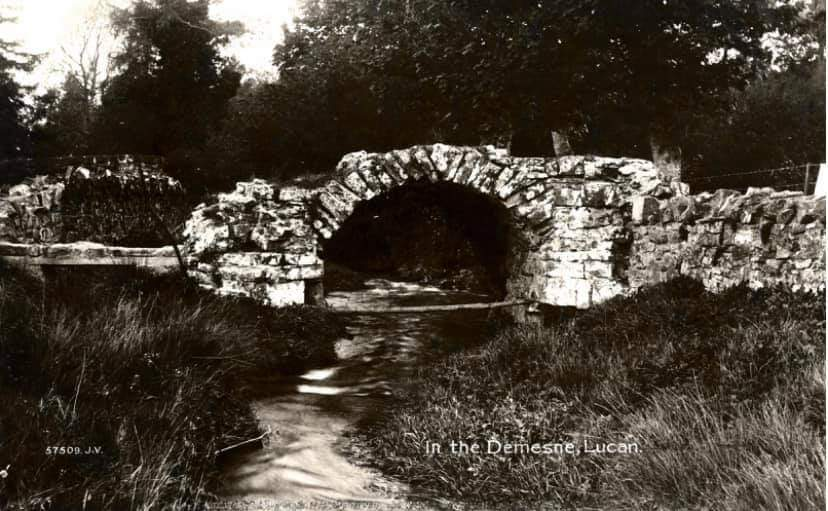 In the Demesne, Lucan.
57509. J.V.